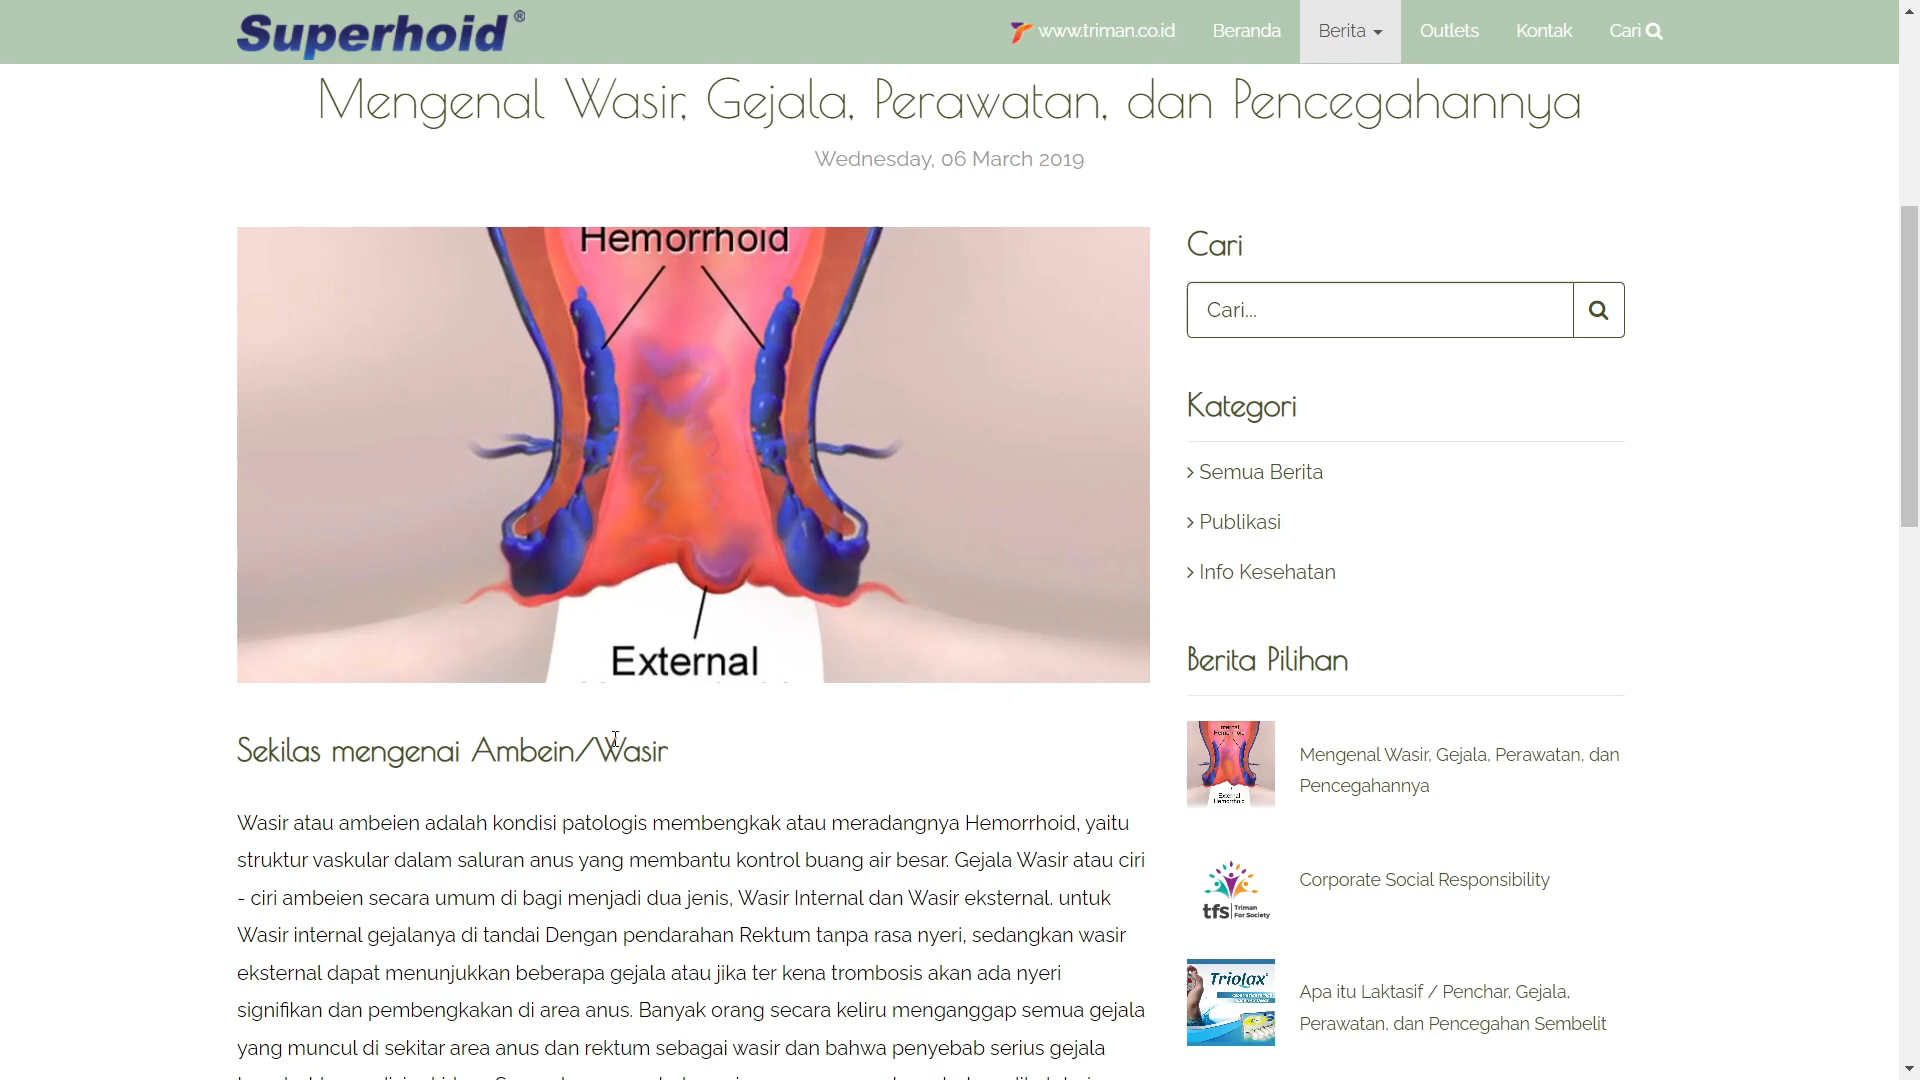 Superhoid®
www.triman.co.id Beranda Berita Outlets Kontak Cari
Mengenal Wasir, Gejala, Perawatan, dan Pencegahannya
Wednesday, 06 March 2019
Hemorrhoid
External
Sekilas mengenai Ambein/Wasir
Wasir atau ambeien adalah kondisi patologis membengkak atau meradangnya Hemorrhoid, yaitu
struktur vaskular dalam saluran anus yang membantu kontrol buang air besar. Gejala Wasir atau ciri
- ciri ambeien secara umum di bagi menjadi dua jenis, Wasir Internal dan Wasir eksternal. untuk
Wasir internal gejalanya di tandai Dengan pendarahan Rektum tanpa rasa nyeri, sedangkan wasir
eksternal dapat menunjukkan beberapa gejala atau jika ter kena trombosis akan ada nyeri
signifikan dan pembengkakan di area anus. Banyak orang secara keliru menganggap semua gejala
yang muncul di sekitar area anus dan rektum sebagai wasir dan bahwa penyebab serius gejala
Cari
Cari...
Kategori
Semua Berita
Publikasi
Info Kesehatan
Berita Pilihan
Internal
Hemorrhoid
External
Hemorrhoid
Mengenal Wasir, Gejala, Perawatan, dan
Pencegahannya
tfs Triman
For Society
Corporate Social Responsibility
Triolax
Apa itu Laktasif / Penchar, Gejala,
Perawatan, dan Pencegahan Sembelit